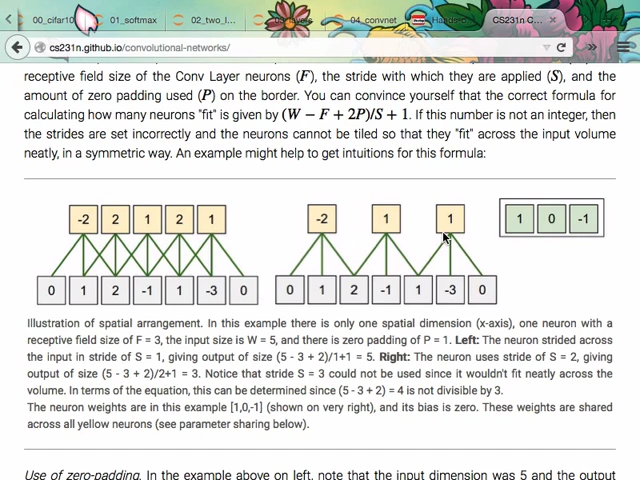 00_cifar10
01_softmax
02_two_l...
04_convnet
CS231n C...
cs231n.github.io/convolutional-networks/
receptive field size of the Conv Layer neurons (F), the stride with which they are applied (S), and the
amount of zero padding used (P) on the border. You can convince yourself that the correct formula for
calculating how many neurons "fit" is given by (W − F + 2P)/S + 1. If this number is not an integer, then
the strides are set incorrectly and the neurons cannot be tiled so that they "fit" across the input volume
neatly, in a symmetric way. An example might help to get intuitions for this formula:
-2 2 1 2 1
0 1 2 -1 1 -3 0
-2 1 1
0 1 2 -1 1 -3 0
1 0 -1
Illustration of spatial arrangement. In this example there is only one spatial dimension (x-axis), one neuron with a
receptive field size of F = 3, the input size is W = 5, and there is zero padding of P = 1. Left: The neuron strided across
the input in stride of S = 1, giving output of size (5 - 3 + 2)/1+1 = 5. Right: The neuron uses stride of S = 2, giving
output of size (5 - 3 + 2)/2+1 = 3. Notice that stride S = 3 could not be used since it wouldn't fit neatly across the
volume. In terms of the equation, this can be determined since (5 - 3 + 2) = 4 is not divisible by 3.
The neuron weights are in this example [1,0,-1] (shown on very right), and its bias is zero. These weights are shared
across all yellow neurons (see parameter sharing below).
Use of zero-padding. In the example above on left, note that the input dimension was 5 and the output